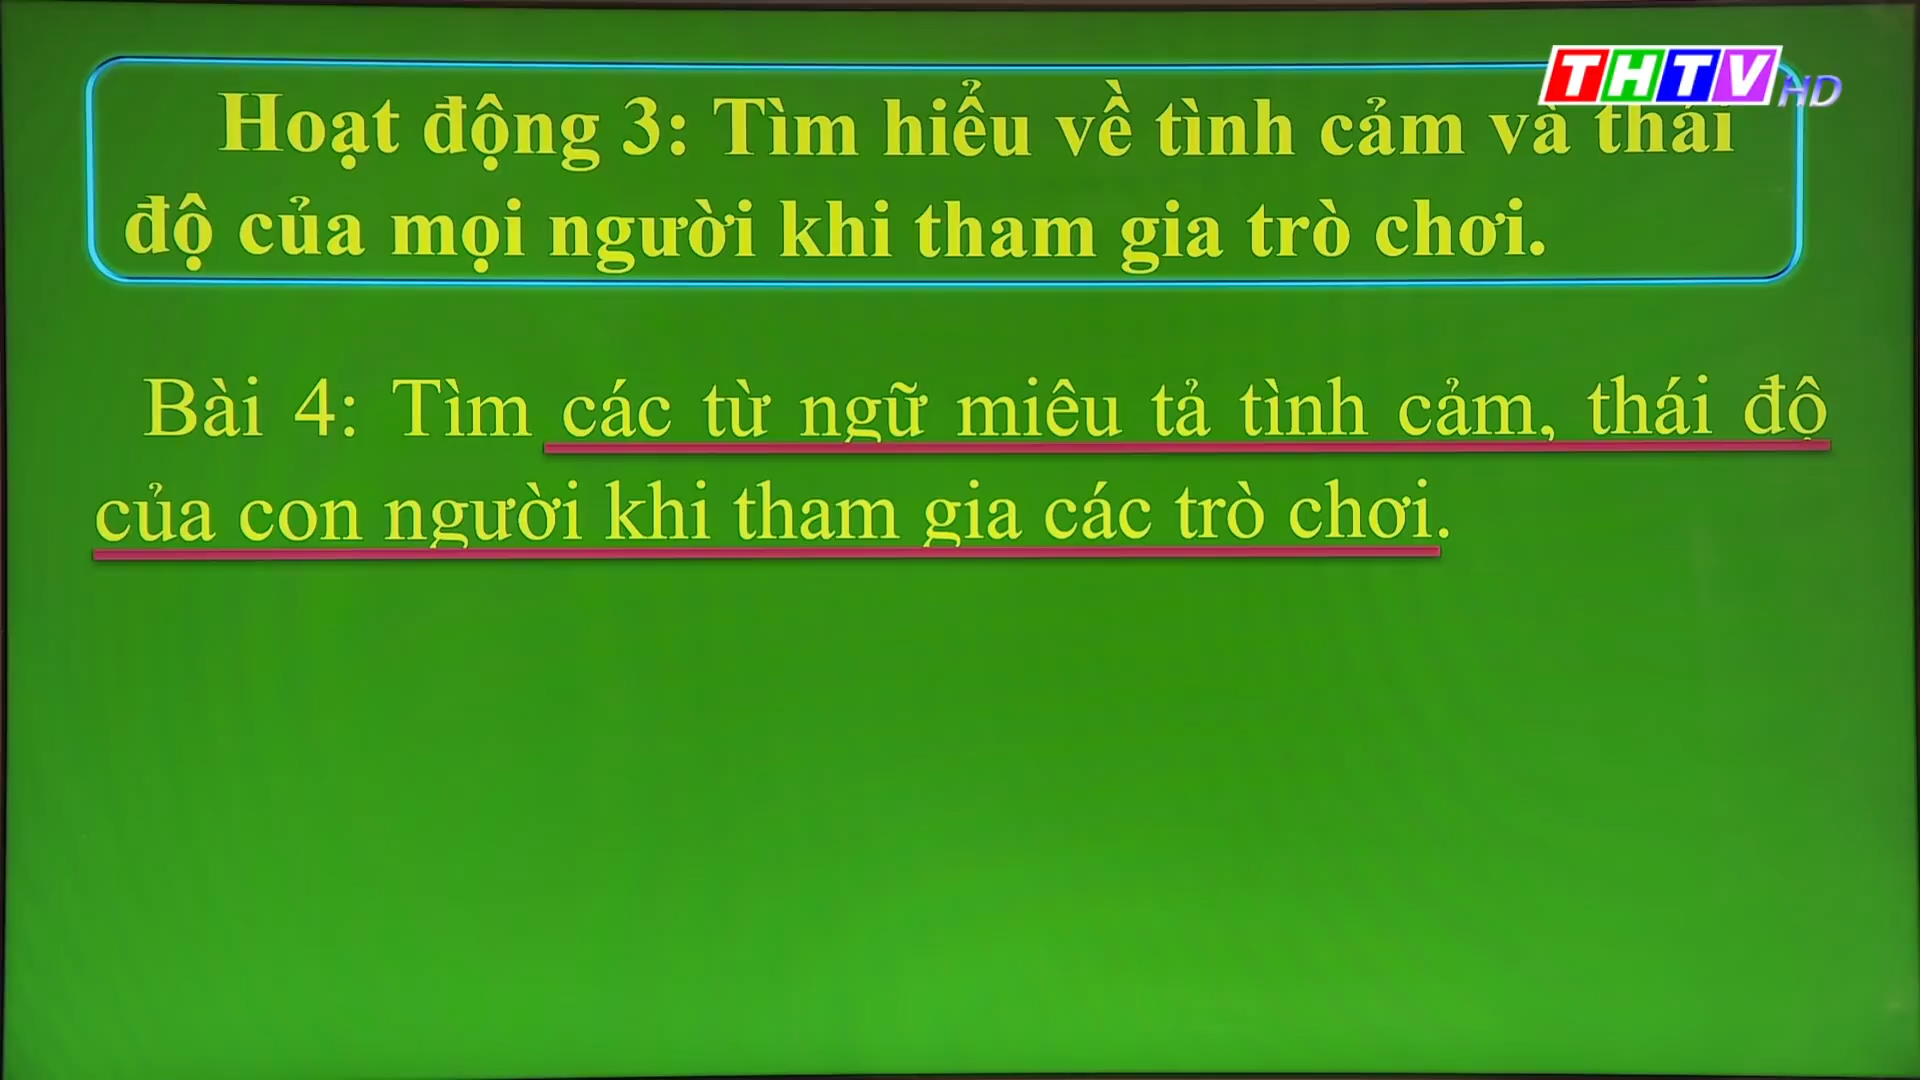 THTV HD
Hoạt động 3: Tìm hiểu về tình cảm và thái
độ của mọi người khi tham gia trò chơi.
Bài 4: Tìm các từ ngữ miêu tả tình cảm, thái độ
của con người khi tham gia các trò chơi.